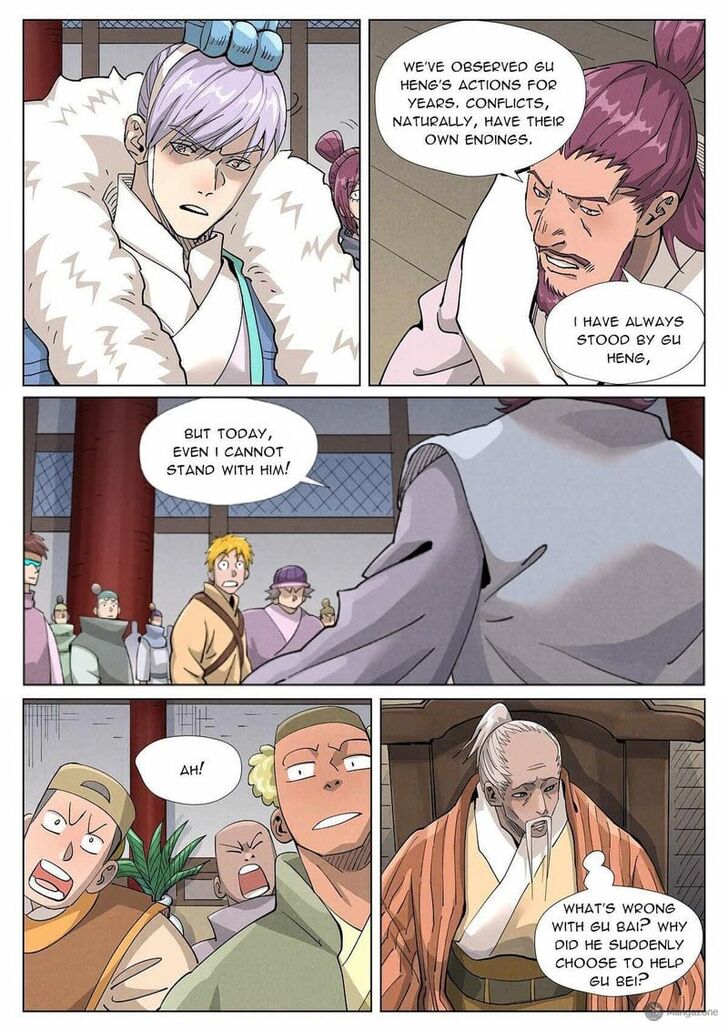 WE'VE OBSERVED GU
HENG'S ACTIONS FOR
YEARS. CONFLICTS,
NATURALLY, HAVE THEIR
OWN ENDINGS.
I HAVE ALWAYS
STOOD BY GU
HENG,
BUT TODAY,
EVEN I CANNOT
STAND WITH HIM!
AH!
WHAT'S WRONG
WITH GU BAI? WHY
DID HE SUDDENLY
CHOOSE TO HELP
GU BEI?
Mangazone